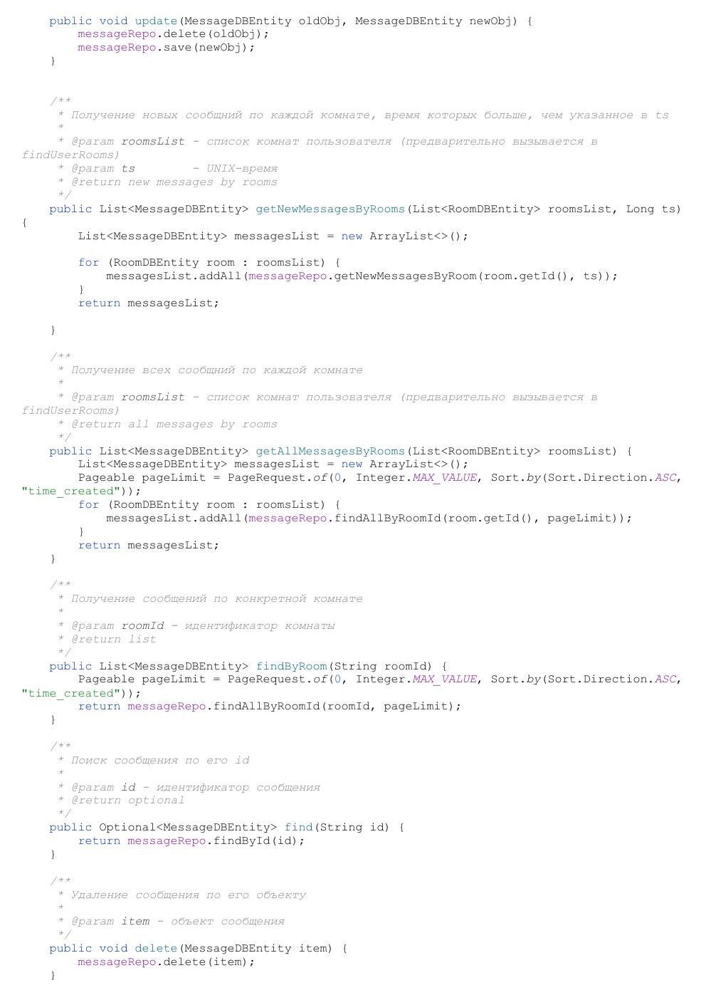 public void update(MessageDBEntity oldObj, MessageDBEntity newObj) {
        messageRepo.delete(oldObj);
        messageRepo.save(newObj);
    }
    /**
     * Получение новых сообщний по каждой комнате, время которых больше, чем указанное в ts
     *
     * @param roomsList - список комнат пользователя (предварительно вызывается в
findUserRooms)
     * @param ts        - UNIX-время
     * @return new messages by rooms
     */
    public List<MessageDBEntity> getNewMessagesByRooms(List<RoomDBEntity> roomsList, Long ts)
{
        List<MessageDBEntity> messagesList = new ArrayList<>();
        for (RoomDBEntity room : roomsList) {
            messagesList.addAll(messageRepo.getNewMessagesByRoom(room.getId(), ts));
        }
        return messagesList;
    }
    /**
     * Получение всех сообщний по каждой комнате
     *
     * @param roomsList - список комнат пользователя (предварительно вызывается в
findUserRooms)
     * @return all messages by rooms
     */
    public List<MessageDBEntity> getAllMessagesByRooms(List<RoomDBEntity> roomsList) {
        List<MessageDBEntity> messagesList = new ArrayList<>();
        Pageable pageLimit = PageRequest.of(0, Integer.MAX_VALUE, Sort.by(Sort.Direction.ASC,
"time_created"));
        for (RoomDBEntity room : roomsList) {
            messagesList.addAll(messageRepo.findAllByRoomId(room.getId(), pageLimit));
        }
        return messagesList;
    }
    /**
     * Получение сообщений по конкретной комнате
     *
     * @param roomId - идентификатор комнаты
     * @return list
     */
    public List<MessageDBEntity> findByRoom(String roomId) {
        Pageable pageLimit = PageRequest.of(0, Integer.MAX_VALUE, Sort.by(Sort.Direction.ASC,
"time_created"));
        return messageRepo.findAllByRoomId(roomId, pageLimit);
    }
    /**
     * Поиск сообщения по его id
     *
     * @param id - идентификатор сообщения
     * @return optional
     */
    public Optional<MessageDBEntity> find(String id) {
        return messageRepo.findById(id);
    }
    /**
     * Удаление сообщения по его объекту
     *
     * @param item - объект сообщения
     */
    public void delete(MessageDBEntity item) {
        messageRepo.delete(item);
    }